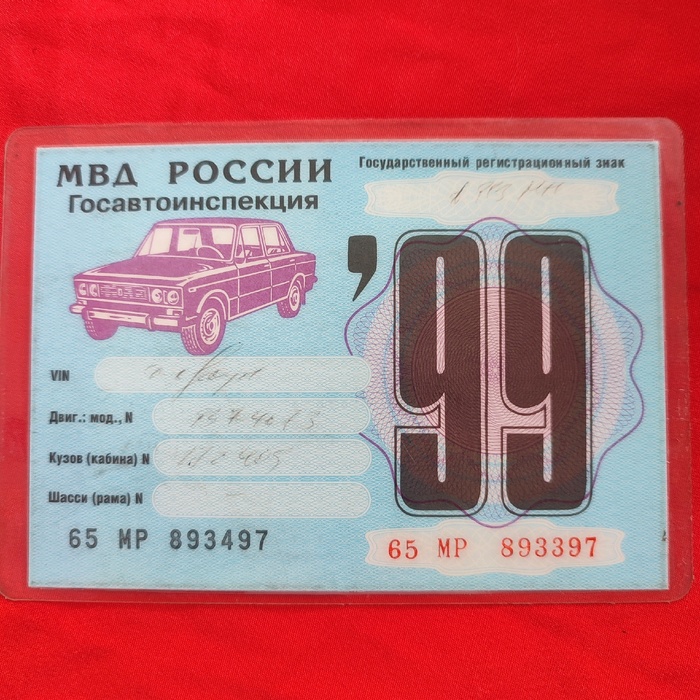 МВД РОССИИ
Госавтоинспекция
Государственный регистрационный знак
'99
VIN
Двиг.: мод., N
Кузов (кабина) N
Шасси (рама) N
65 МР 893497
65 МР 893397